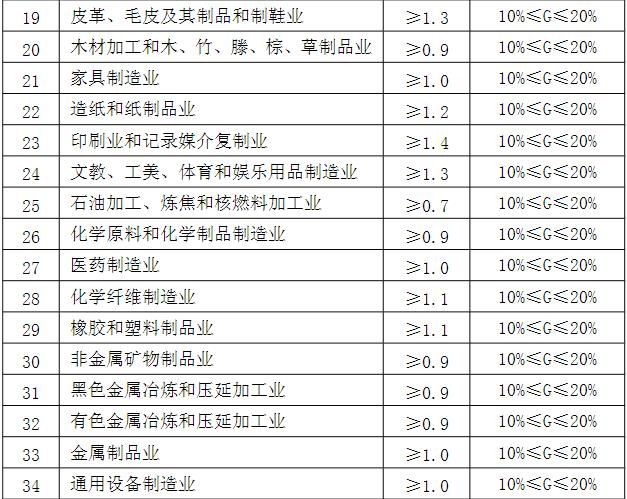 19 皮革、毛皮及其制品和制鞋业 ≥1.3 10%≤G≤20%
20 木材加工和木、竹、滕、棕、草制品业 ≥0.9 10%≤G≤20%
21 家具制造业 ≥1.0 10%≤G≤20%
22 造纸和纸制品业 ≥1.2 10%≤G≤20%
23 印刷业和记录媒介复制业 ≥1.4 10%≤G≤20%
24 文教、工美、体育和娱乐用品制造业 ≥1.3 10%≤G≤20%
25 石油加工、炼焦和核燃料加工业 ≥0.7 10%≤G≤20%
26 化学原料和化学制品制造业 ≥0.9 10%≤G≤20%
27 医药制造业 ≥1.0 10%≤G≤20%
28 化学纤维制造业 ≥1.1 10%≤G≤20%
29 橡胶和塑料制品业 ≥1.1 10%≤G≤20%
30 非金属矿物制品业 ≥0.9 10%≤G≤20%
31 黑色金属冶炼和压延加工业 ≥0.9 10%≤G≤20%
32 有色金属冶炼和压延加工业 ≥0.9 10%≤G≤20%
33 金属制品业 ≥1.0 10%≤G≤20%
34 通用设备制造业 ≥1.0 10%≤G≤20%